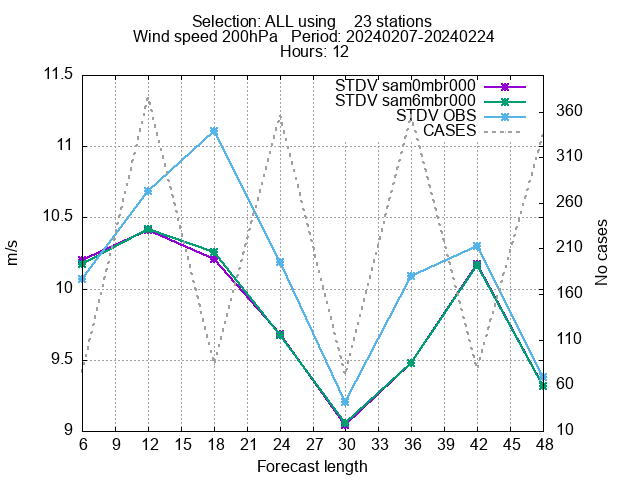 Selection: ALL using 23 stations
Wind speed 200hPa Period: 20240207-20240224
Hours: 12
STDV sam0mbr000
STDV sam6mbr000
STDV OBS
CASES
11.5
11
10.5
10
9.5
9
m/s
360
310
260
210
160
110
60
10
No cases
6 9 12 15 18 21 24 27 30 33 36 39 42 45 48
Forecast length